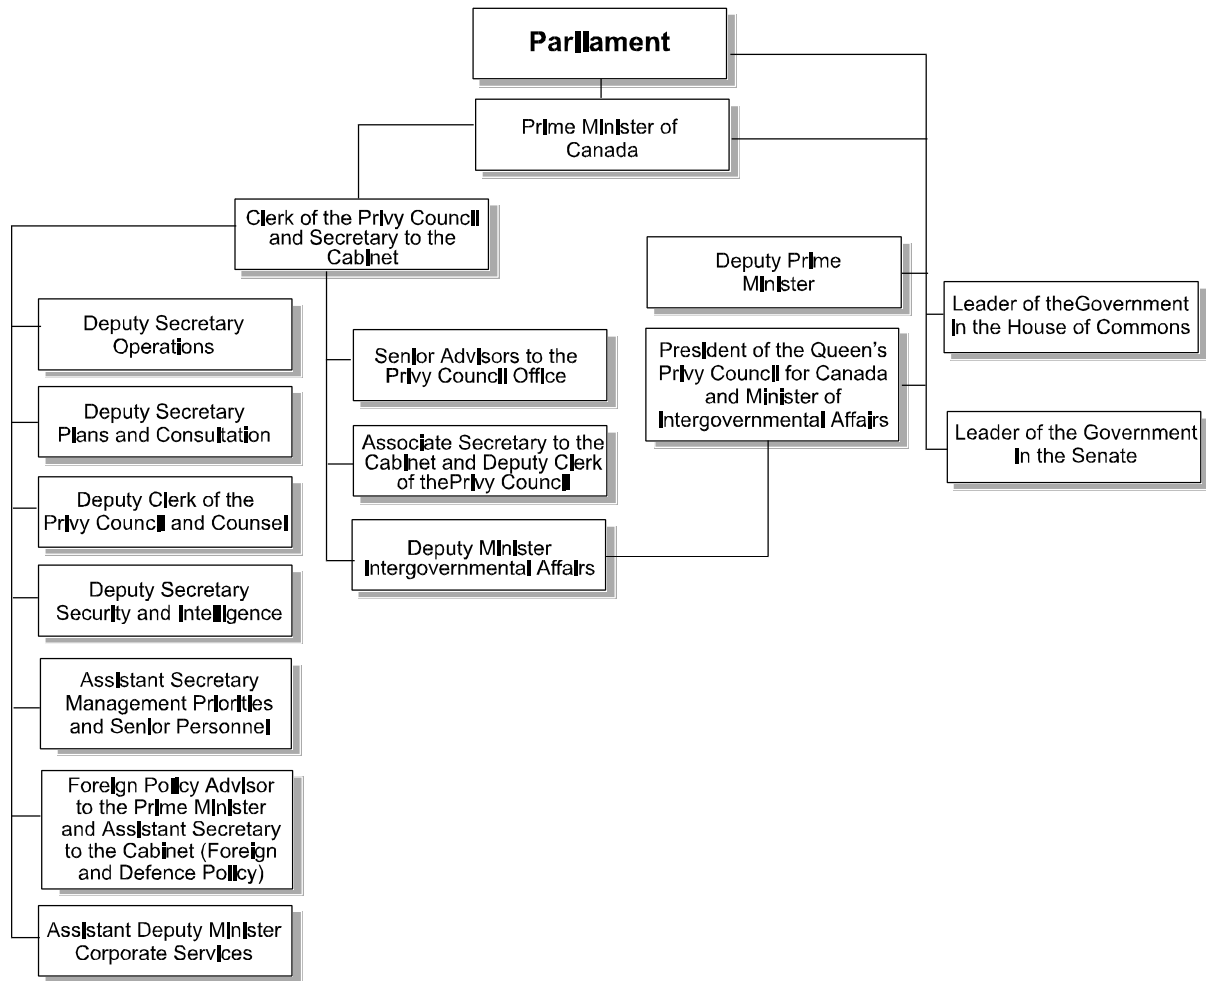 Parliament
Prime Minister of
Canada
Clerk of the Privy Council
and Secretary to the
Cabinet
Deputy Prime
Minister
Leader of theGovernment
in the House of Commons
Deputy Secretary
Operations
Senior Advisors to the
Privy Council Office
President of the Queen's
Privy Council for Canada
and Minister of
Intergovernmental Affairs
Deputy Secretary
Plans and Consultation
Associate Secretary to the
Cabinet and Deputy Clerk
of thePrivy Council
Leader of the Government
in the Senate
Deputy Clerk of the
Privy Council and Counsel
Deputy Minister
Intergovernmental Affairs
Deputy Secretary
Security and Intelligence
Assistant Secretary
Management Priorities
and Senior Personnel
Foreign Policy Advisor
to the Prime Minister
and Assistant Secretary
to the Cabinet (Foreign
and Defence Policy)
Assistant Deputy Minister
Corporate Services